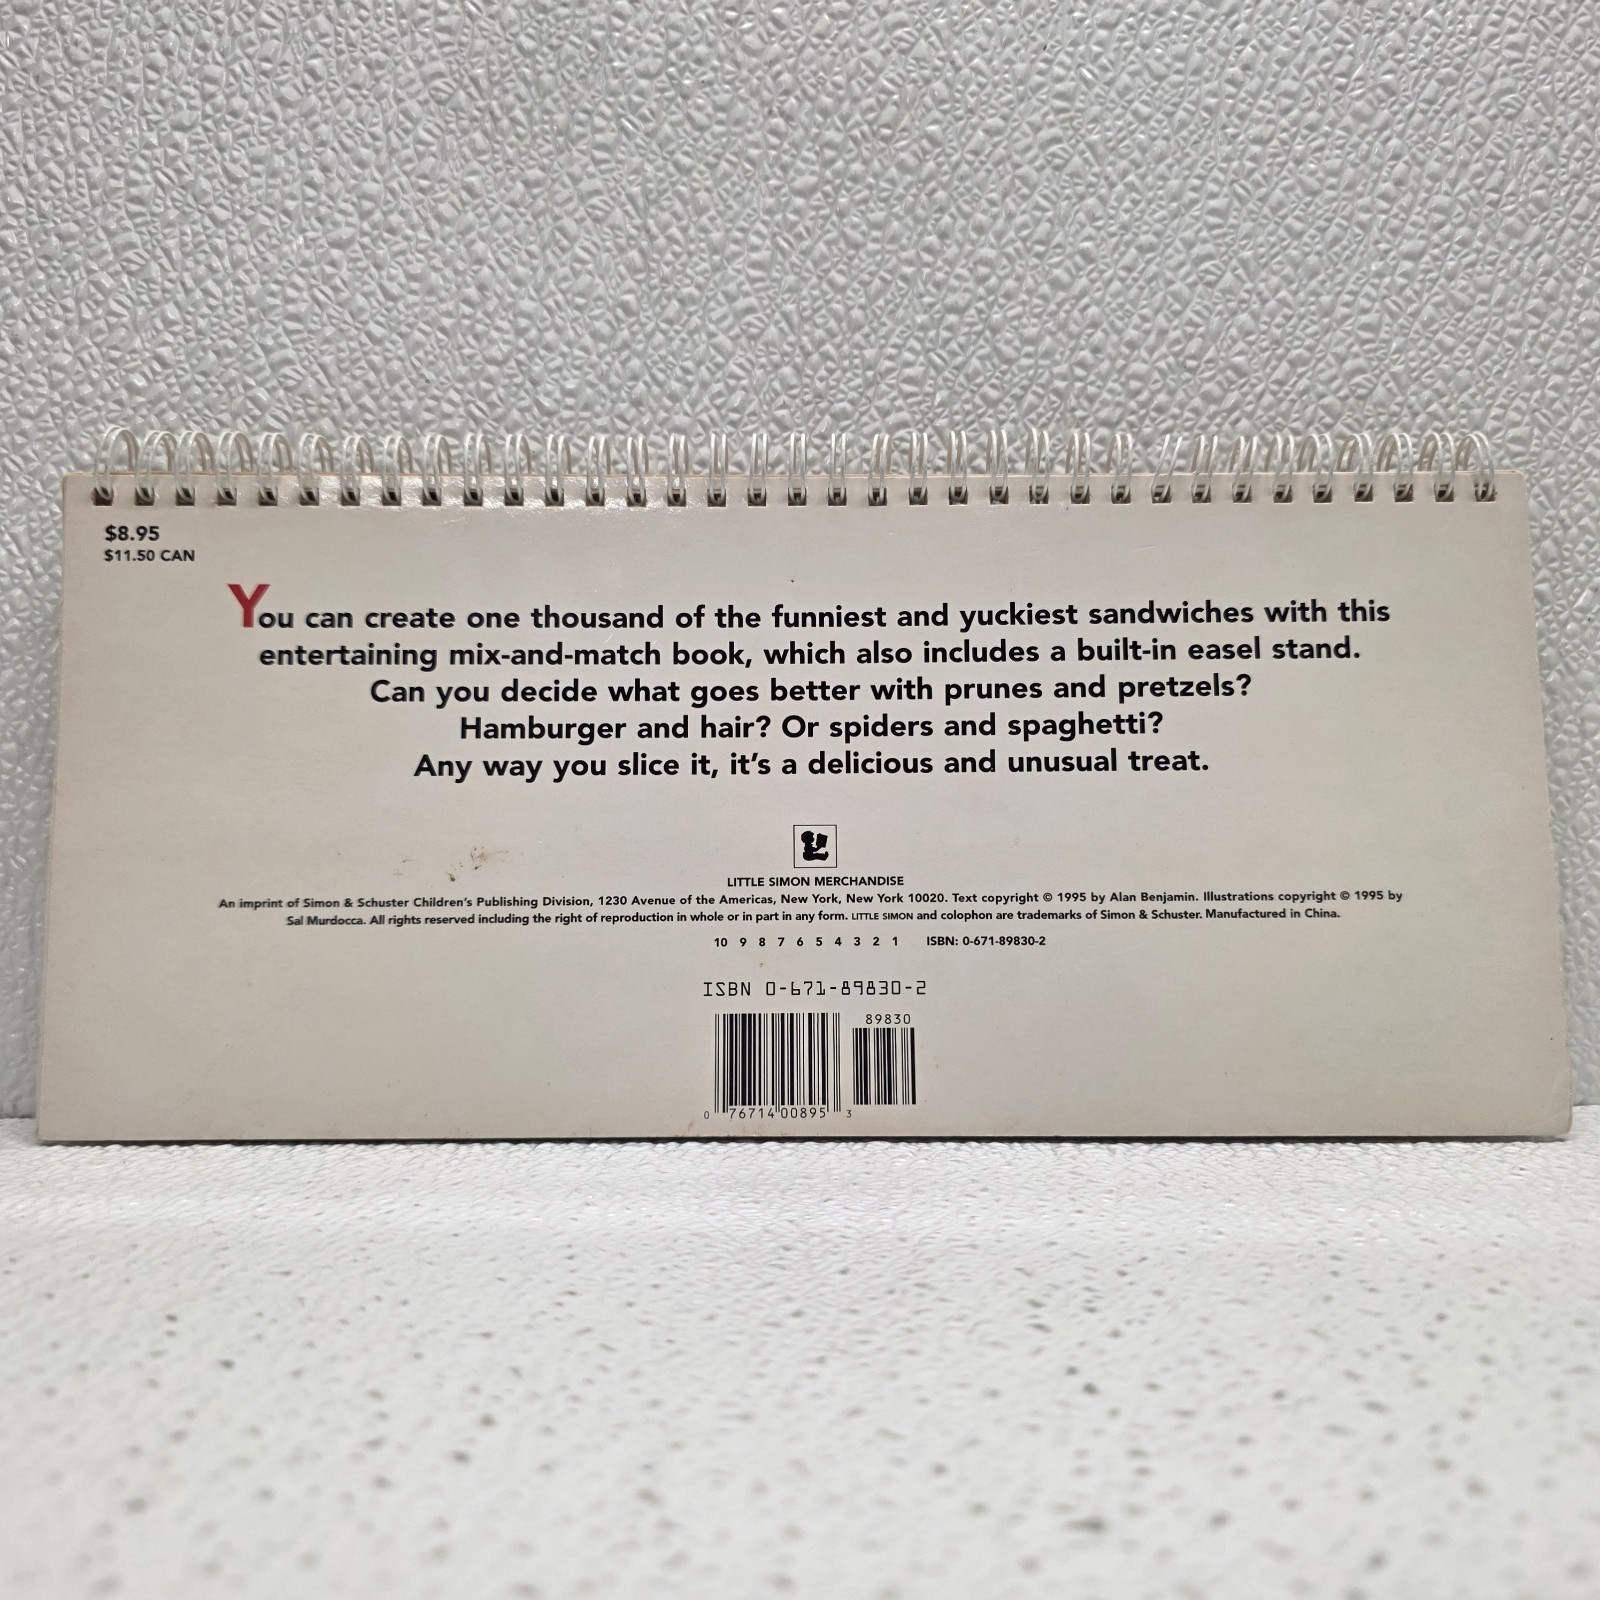 $8.95
$11.50 CAN
You can create one thousand of the funniest and yuckiest sandwiches with this
entertaining mix-and-match book, which also includes a built-in easel stand.
Can you decide what goes better with prunes and pretzels?
Hamburger and hair? Or spiders and spaghetti?
Any way you slice it, it's a delicious and unusual treat.
LITTLE SIMON MERCHANDISE
An imprint of Simon & Schuster Children's Publishing Division, 1230 Avenue of the Americas, New York, New York 10020. Text copyright © 1995 by Alan Benjamin. Illustrations copyright © 1995 by
Sal Murdocca. All rights reserved including the right of reproduction in whole or in part in any form. LITTLE SIMON and colophon are trademarks of Simon & Schuster. Manufactured in China.
10 9 8 7 6 5 4 3 2 1 ISBN: 0-671-89830-2
ISBN 0-671-89830-2
89830
0 76714 00895 3